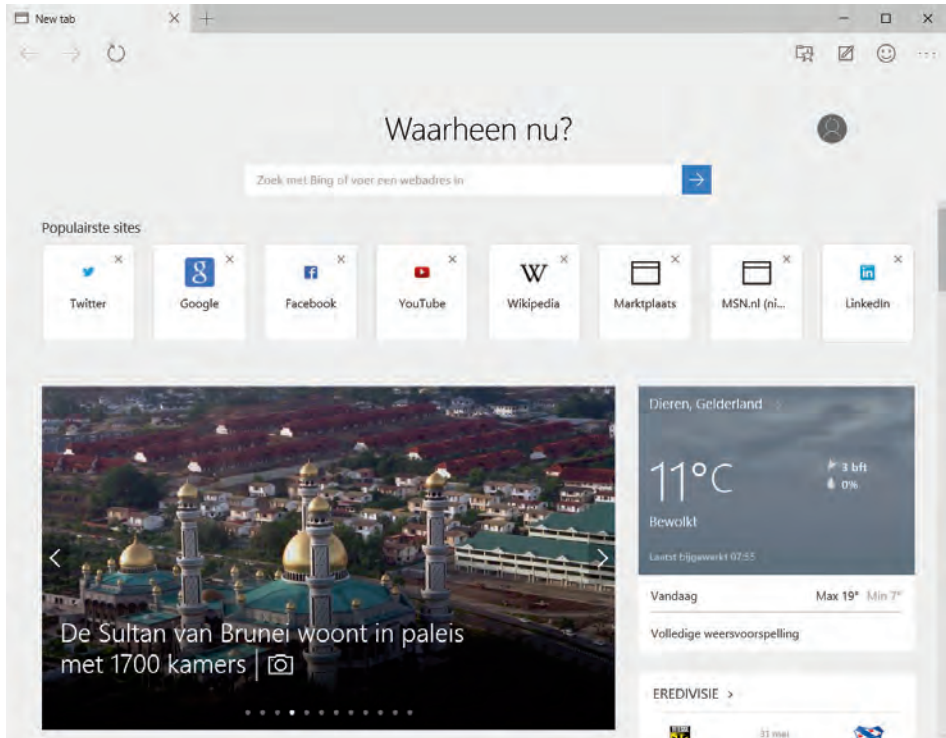 New tab
Waarheen nu?
Zoek met Bing of voer een webadres in
Populairste sites
Twitter
Google
Facebook
YouTube
Wikipedia
Marktplaats
MSN.nl (ni...
LinkedIn
De Sultan van Brunei woont in paleis
met 1700 kamers
Dieren, Gelderland
11°C
3 bft
0%
Bewolkt
Laatst bijgewerkt 07:55
Vandaag Max 19° Min 7°
Volledige weersvoorspelling
EREDIVISIE
31 mei